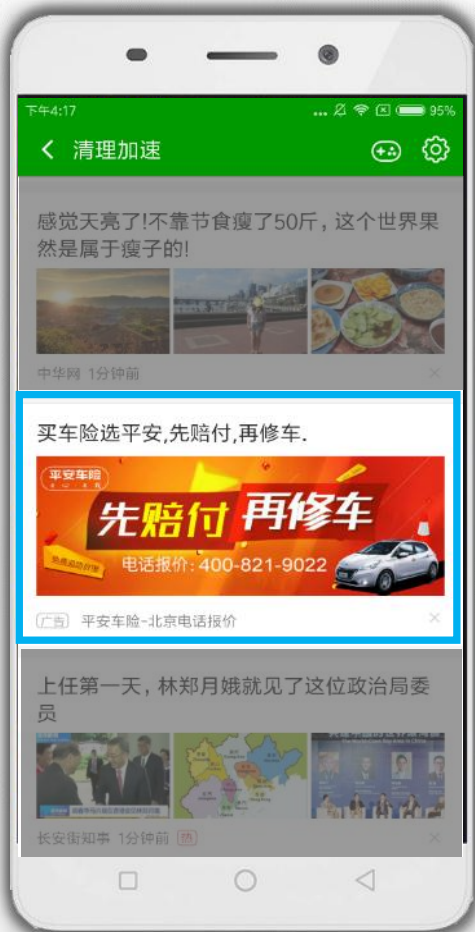 下午4:17
... 95%
清理加速
感觉天亮了!不靠节食瘦了50斤，这个世界果
然是属于瘦子的!
中华网 1分钟前
买车险选平安,先赔付,再修车.
平安车险
先赔付 再修车
电话报价: 400-821-9022
广告 平安车险-北京电话报价
上任第一天，林郑月娥就见了这位政治局委
员
长安街知事 1分钟前 热